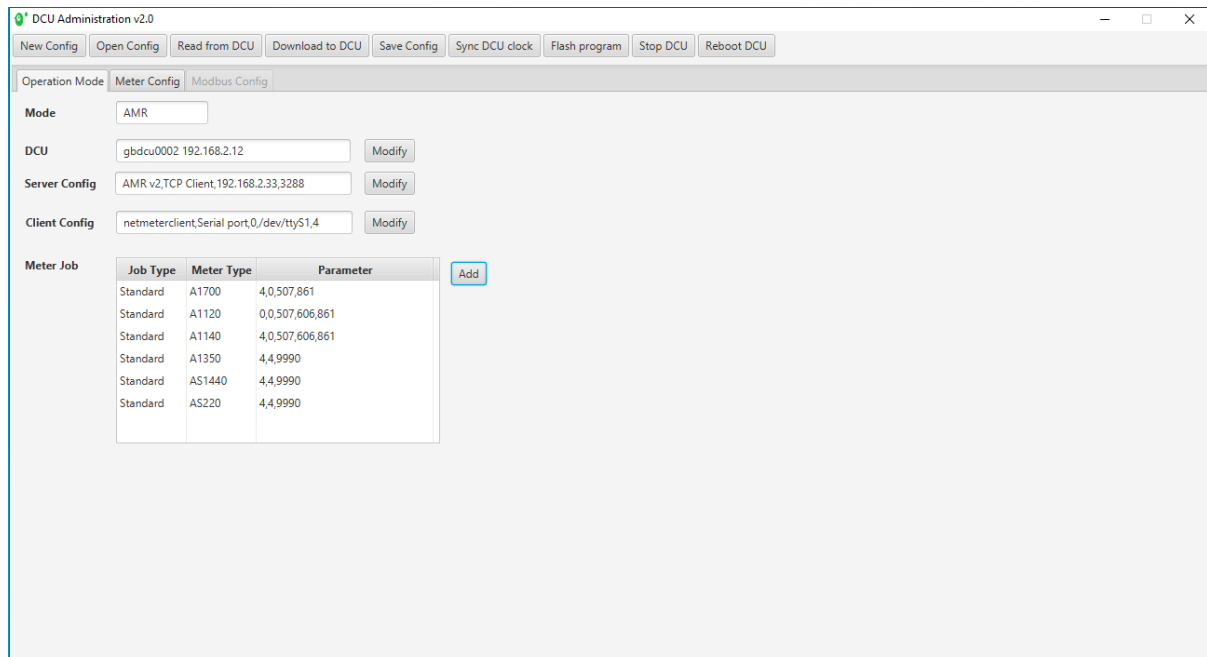 DCU Administration v2.0
New Config Open Config Read from DCU Download to DCU Save Config Sync DCU clock Flash program Stop DCU Reboot DCU
Operation Mode Meter Config Modbus Config
Mode AMR
DCU gbdcu0002 192.168.2.12 Modify
Server Config AMR v2,TCP Client,192.168.2.33,3288 Modify
Client Config netmeterclient,Serial port,0,/dev/ttyS1,4 Modify
Meter Job Job Type Meter Type Parameter Add
Standard A1700 4,0,507,861
Standard A1120 0,0,507,606,861
Standard A1140 4,0,507,606,861
Standard A1350 4,4,9990
Standard AS1440 4,4,9990
Standard AS220 4,4,9990